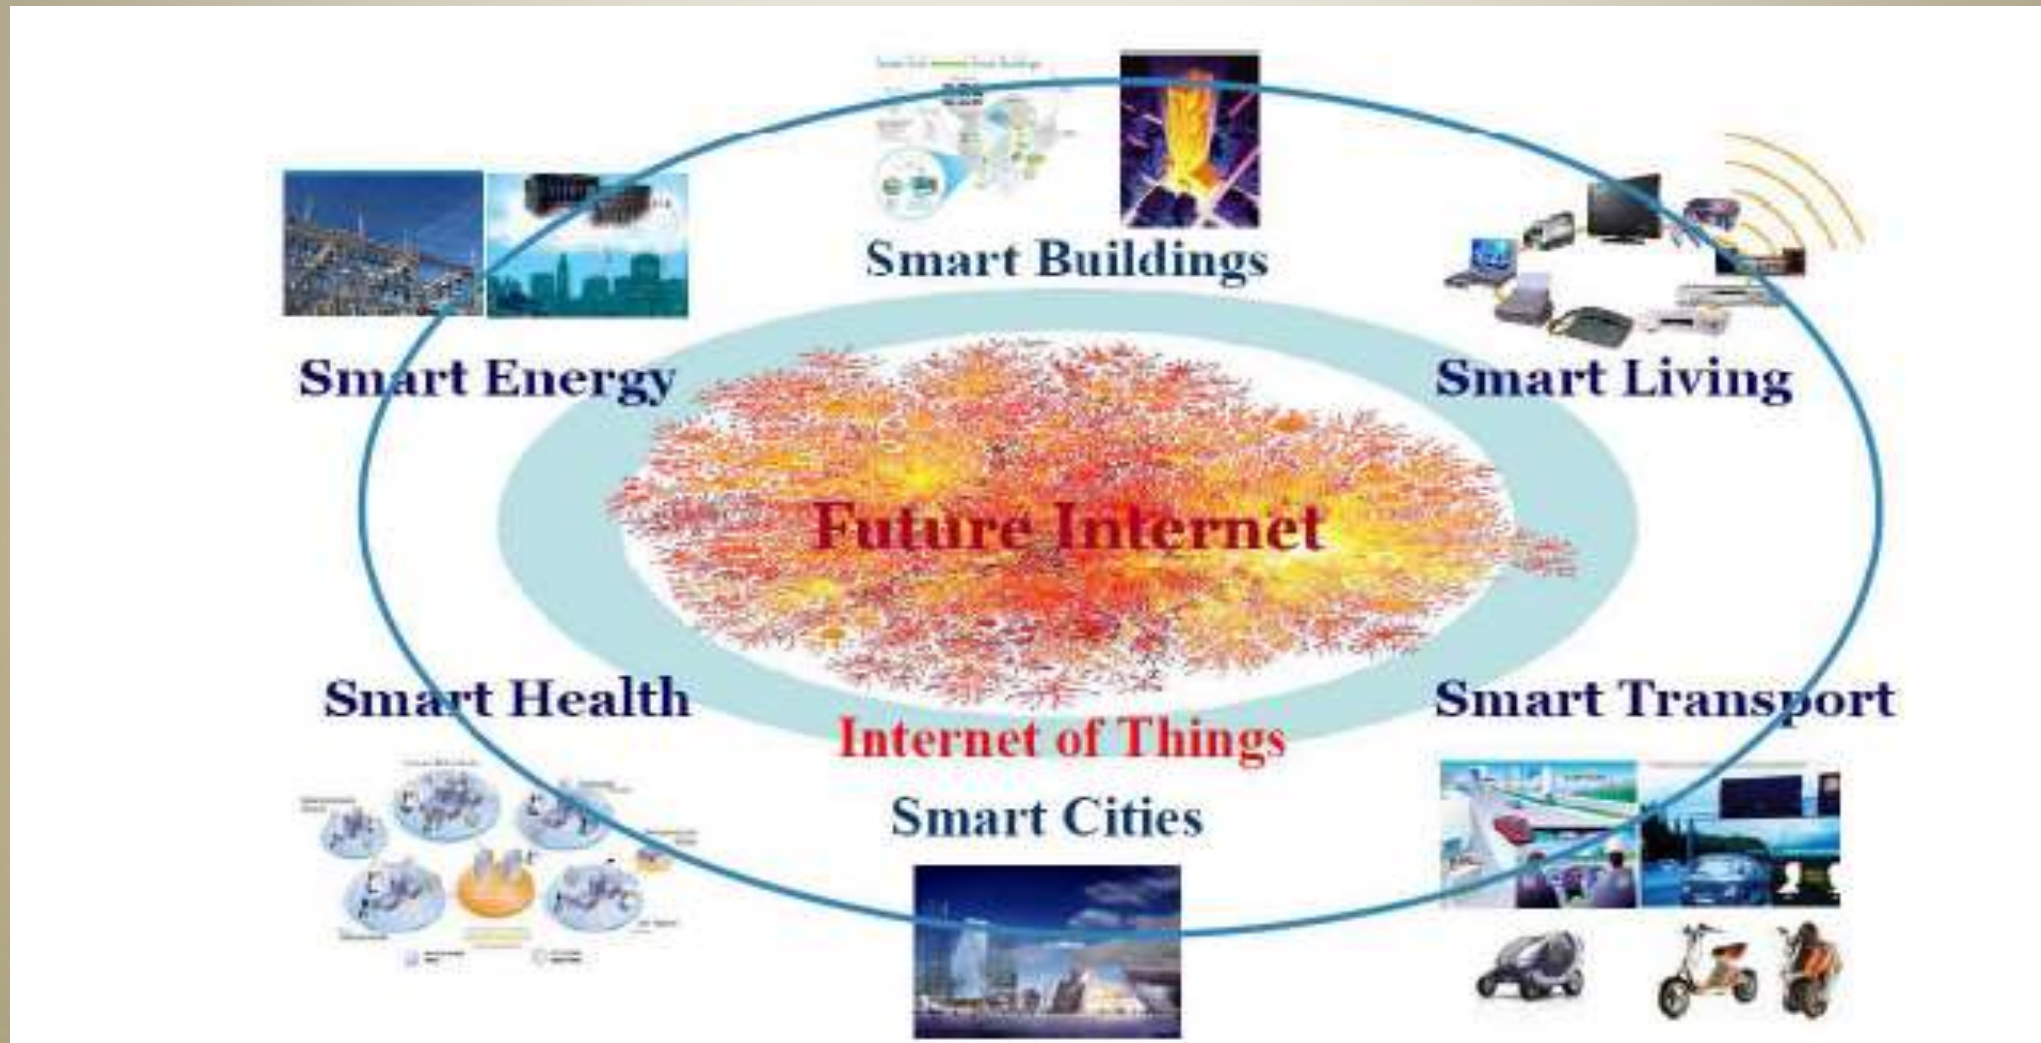 Smart Buildings
Smart Energy
Smart Living
Future Internet
Smart Health
Smart Transport
Internet of Things
Smart Cities